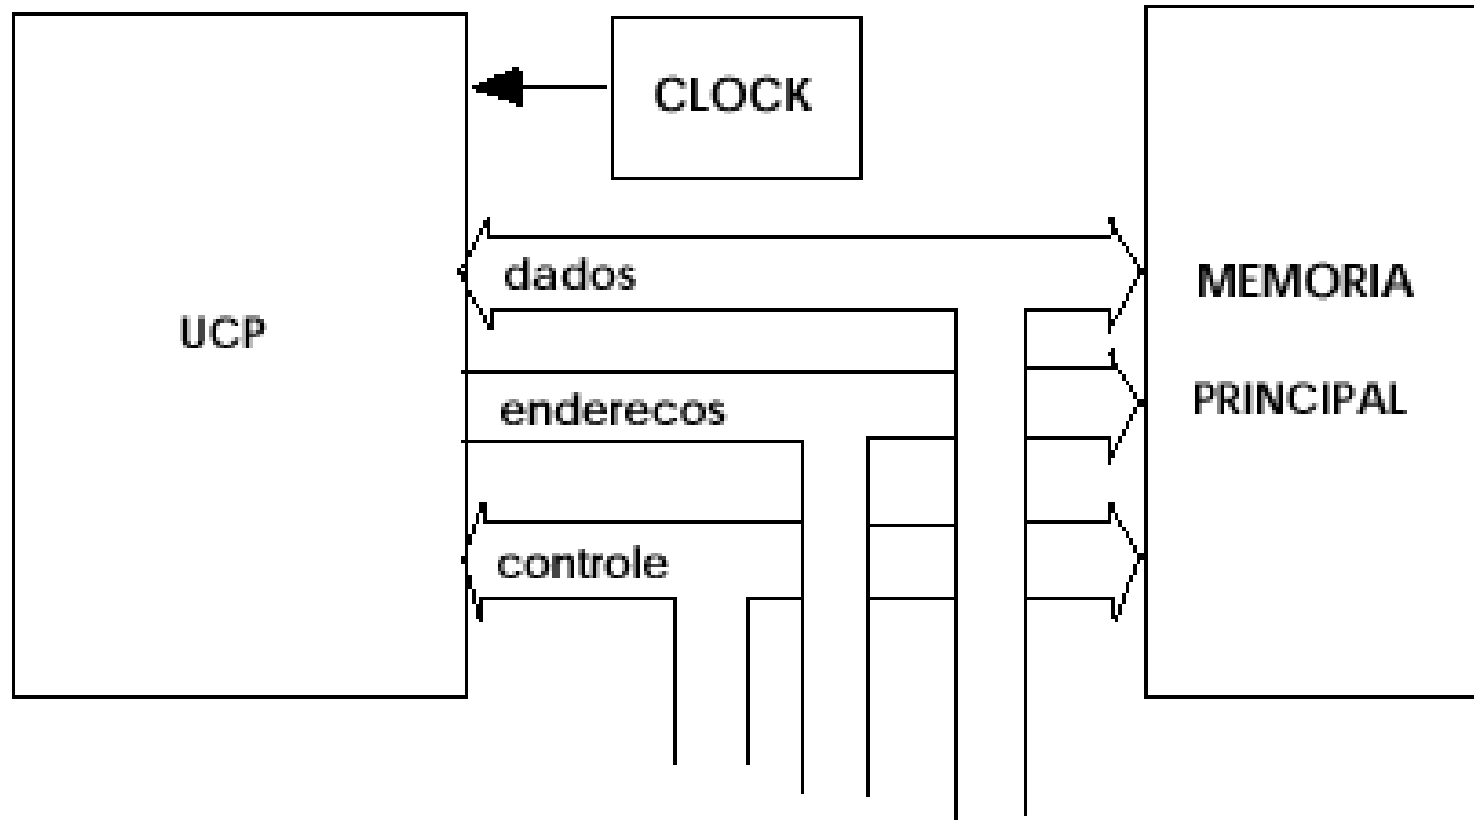 CLOCK
dados
UCP
MEMORIA
PRINCIPAL
enderecos
controle